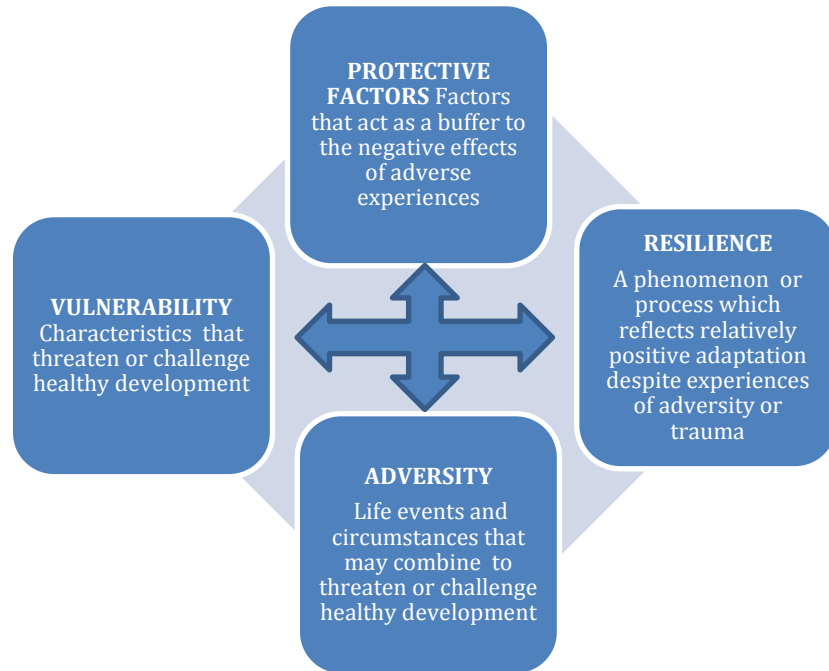 PROTECTIVE
FACTORS Factors
that act as a buffer to
the negative effects
of adverse
experiences
VULNERABILITY
Characteristics that
threaten or challenge
healthy development
RESILIENCE
A phenomenon or
process which
reflects relatively
positive adaptation
despite experiences
of adversity or
trauma
ADVERSITY
Life events and
circumstances that
may combine to
threaten or challenge
healthy development